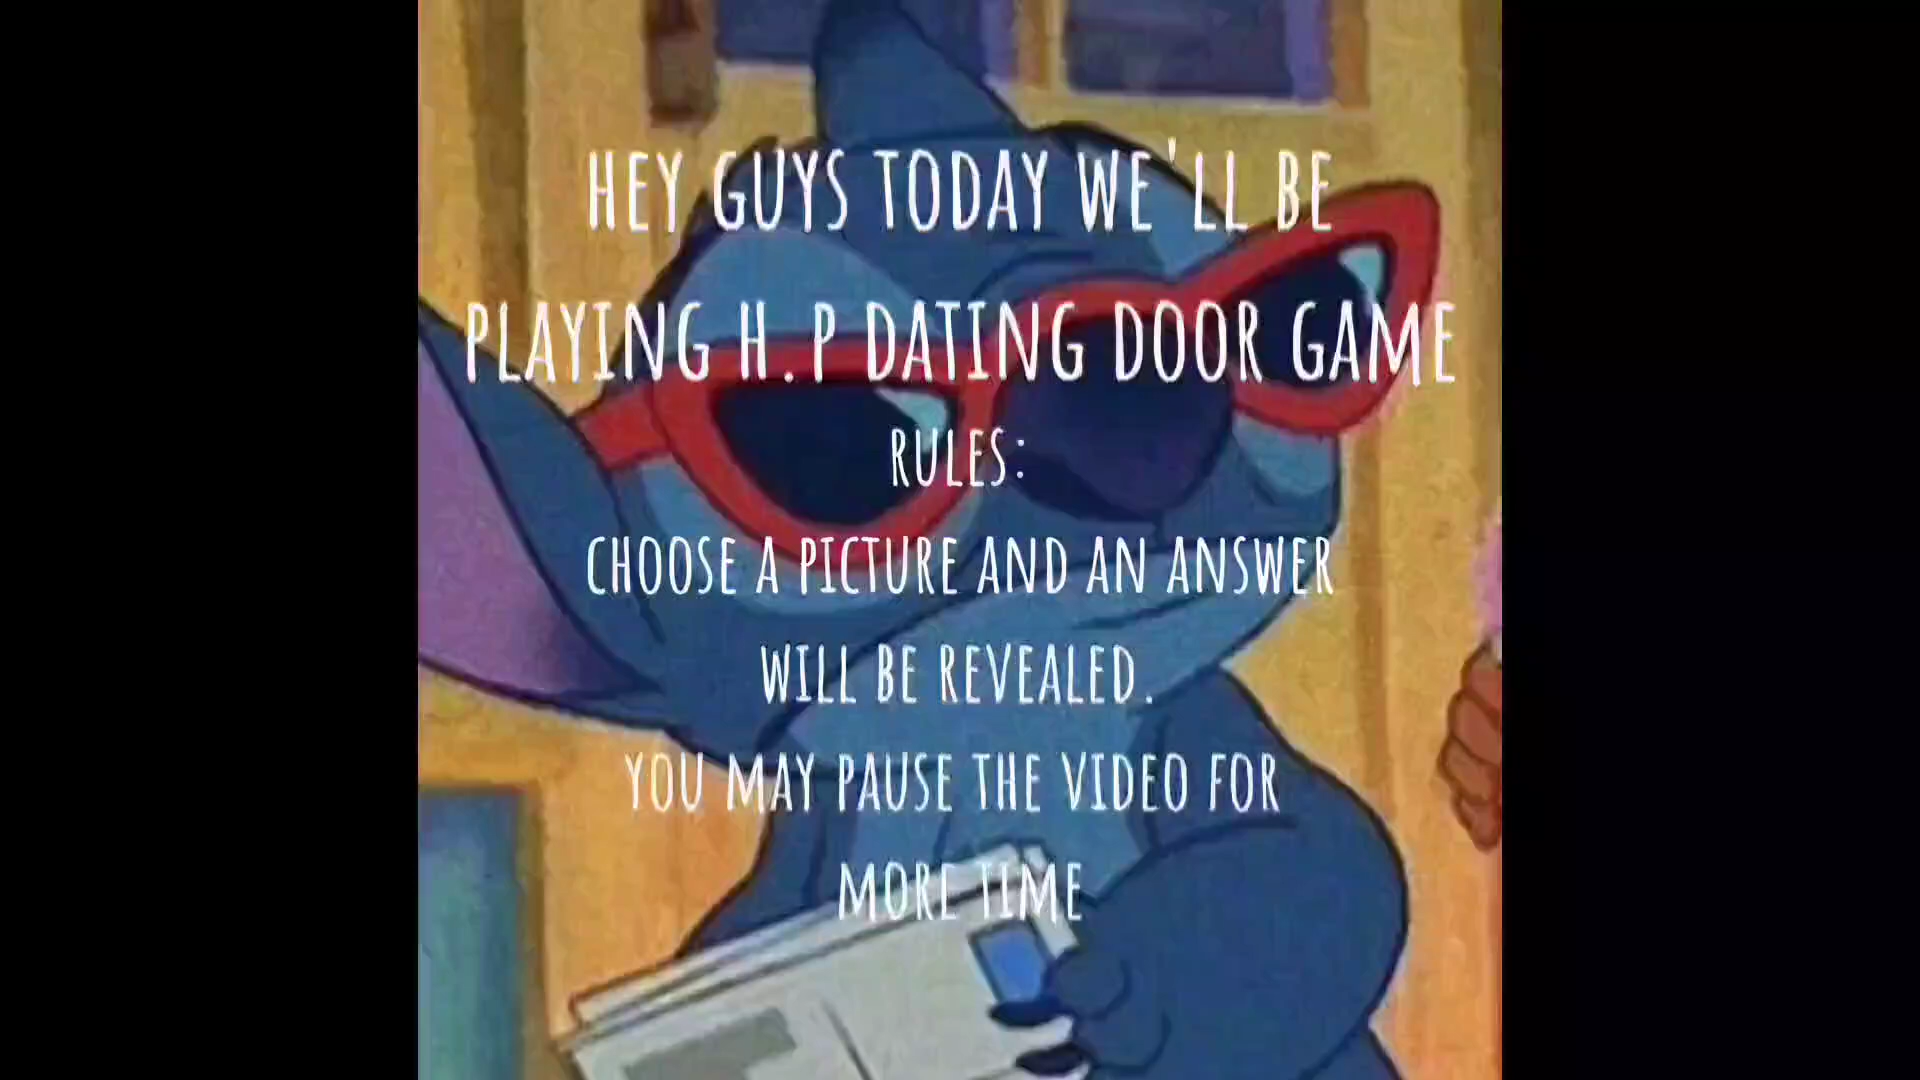 HEY GUYS TODAY WE'LL BE
PLAYING H.P DATING DOOR GAME
RULES:
CHOOSE A PICTURE AND AN ANSWER
WILL BE REVEALED.
YOU MAY PAUSE THE VIDEO FOR
MORE TIME